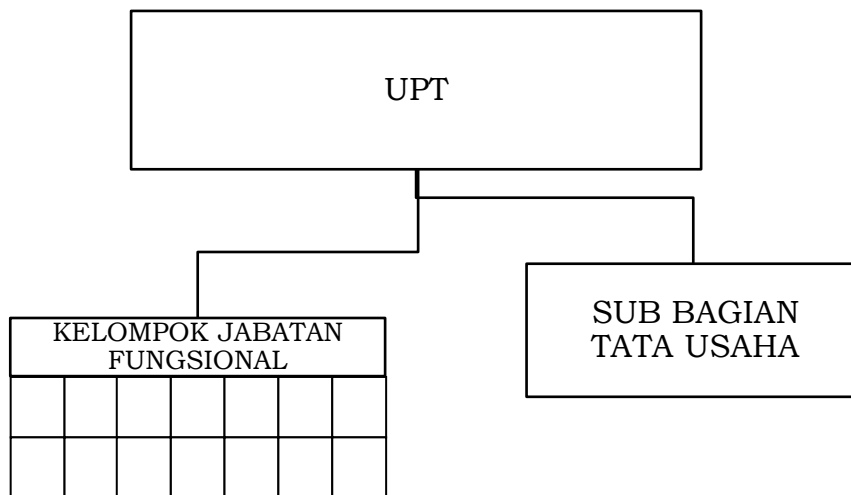 UPT
KELOMPOK JABATAN
FUNGSIONAL
SUB BAGIAN
TATA USAHA